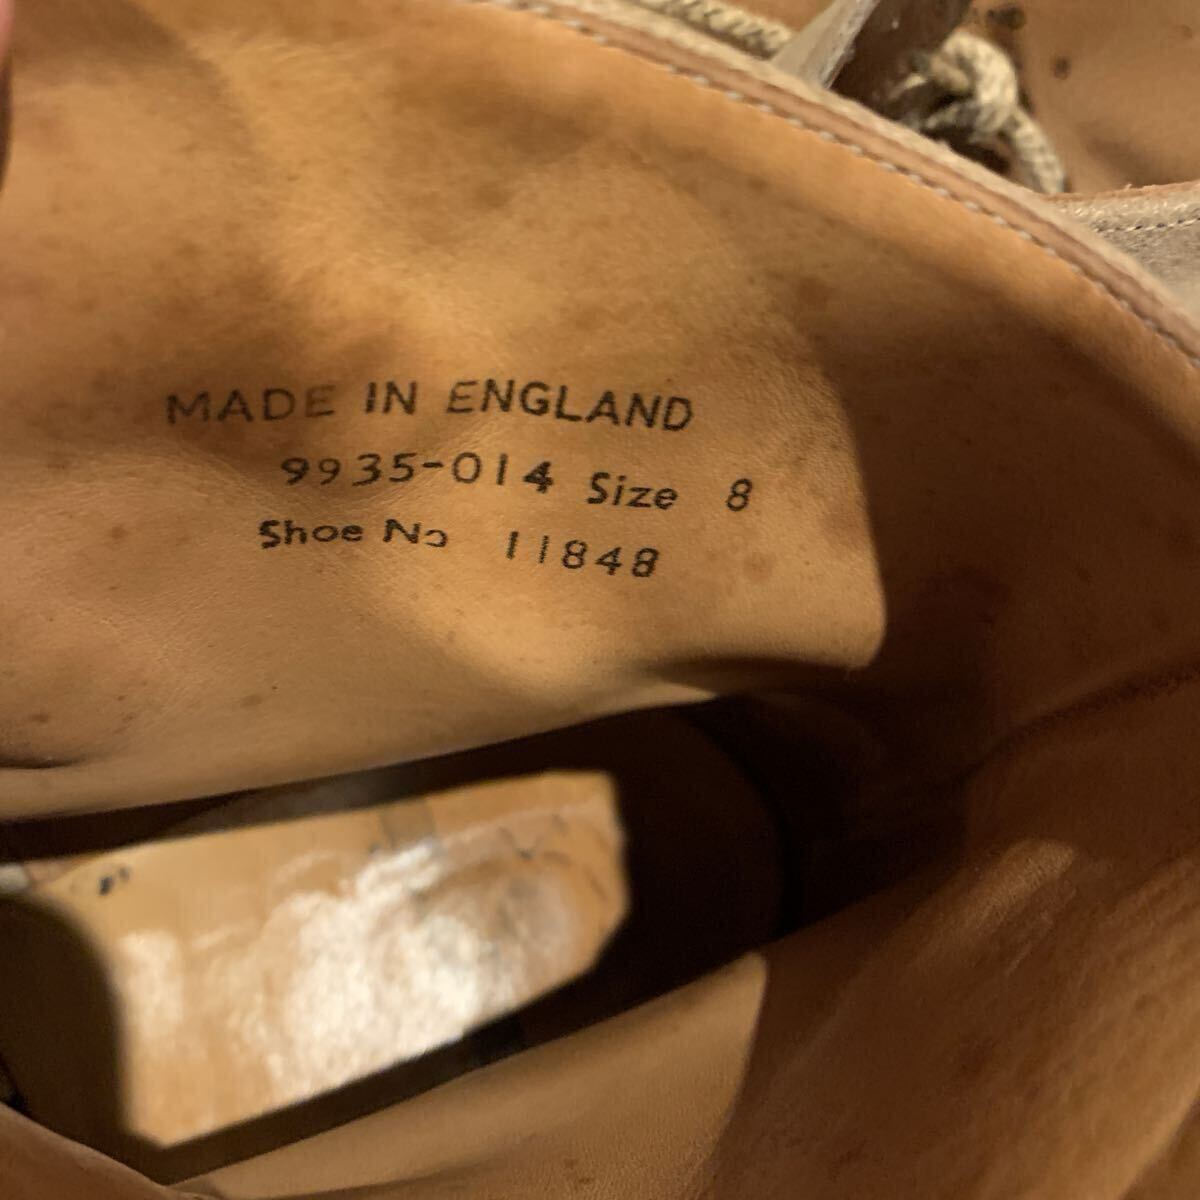 MADE IN ENGLAND
9935-014 Size 8
Shoe No 11848